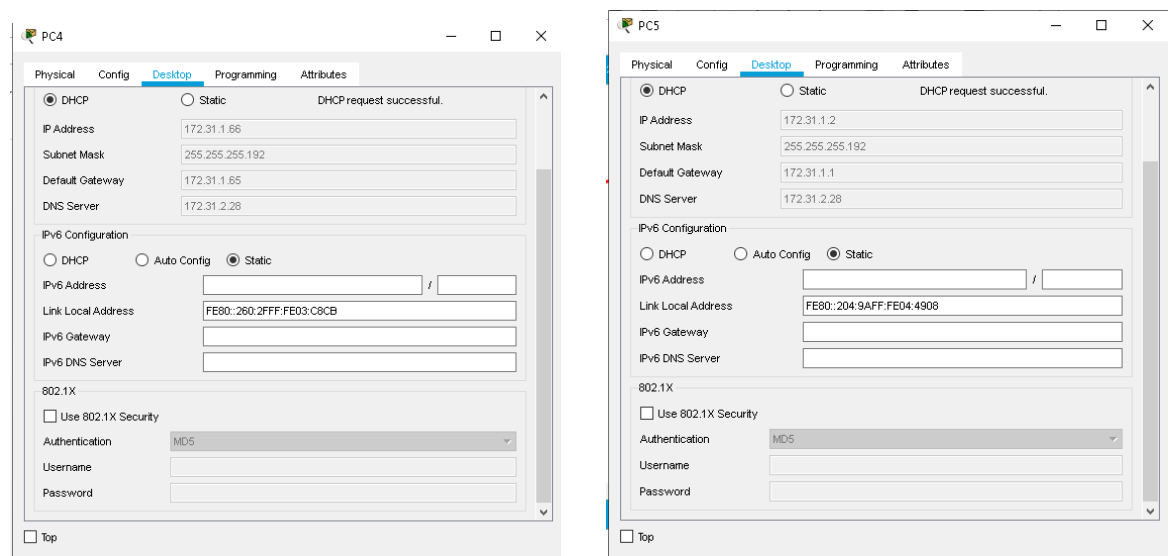 PC4
Physical Config Desktop Programming Attributes
DHCP Static DHCP request successful.
IP Address 172.31.1.66
Subnet Mask 255.255.255.192
Default Gateway 172.31.1.65
DNS Server 172.31.2.28
IPv6 Configuration
DHCP Auto Config Static
IPv6 Address /
Link Local Address FE80::260:2FFF:FE03:C8CB
IPv6 Gateway
IPv6 DNS Server
802.1X
Use 802.1X Security
Authentication MD5
Username
Password
Top
PC5
Physical Config Desktop Programming Attributes
DHCP Static DHCP request successful.
IP Address 172.31.1.2
Subnet Mask 255.255.255.192
Default Gateway 172.31.1.1
DNS Server 172.31.2.28
IPv6 Configuration
DHCP Auto Config Static
IPv6 Address /
Link Local Address FE80::204:9AFF:FE04:4908
IPv6 Gateway
IPv6 DNS Server
802.1X
Use 802.1X Security
Authentication MD5
Username
Password
Top